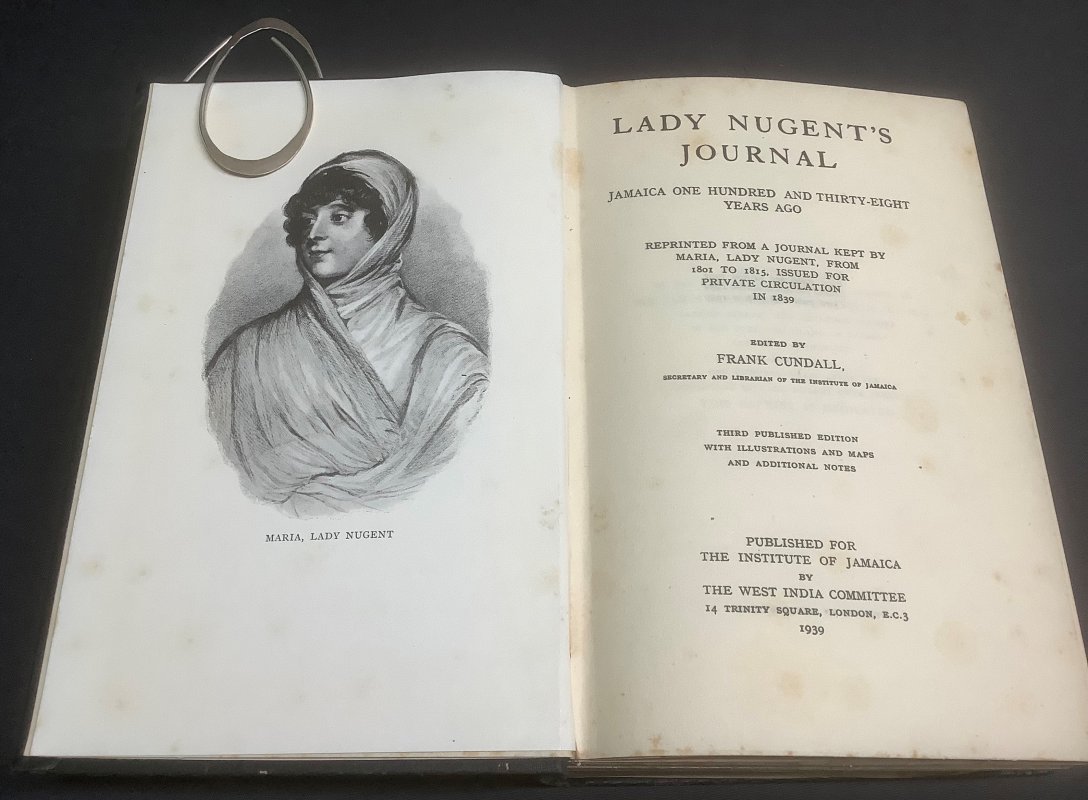 MARIA, LADY NUGENT
LADY NUGENT'S
JOURNAL
JAMAICA ONE HUNDRED AND THIRTY-EIGHT
YEARS AGO
REPRINTED FROM A JOURNAL KEPT BY
MARIA, LADY NUGENT, FROM
1801 TO 1815, ISSUED FOR
PRIVATE CIRCULATION
IN 1839
EDITED BY
FRANK CUNDALL,
SECRETARY AND LIBRARIAN OF THE INSTITUTE OF JAMAICA
THIRD PUBLISHED EDITION
WITH ILLUSTRATIONS AND MAPS
AND ADDITIONAL NOTES
PUBLISHED FOR
THE INSTITUTE OF JAMAICA
BY
THE WEST INDIA COMMITTEE
14 TRINITY SQUARE, LONDON, E.C.3
1939